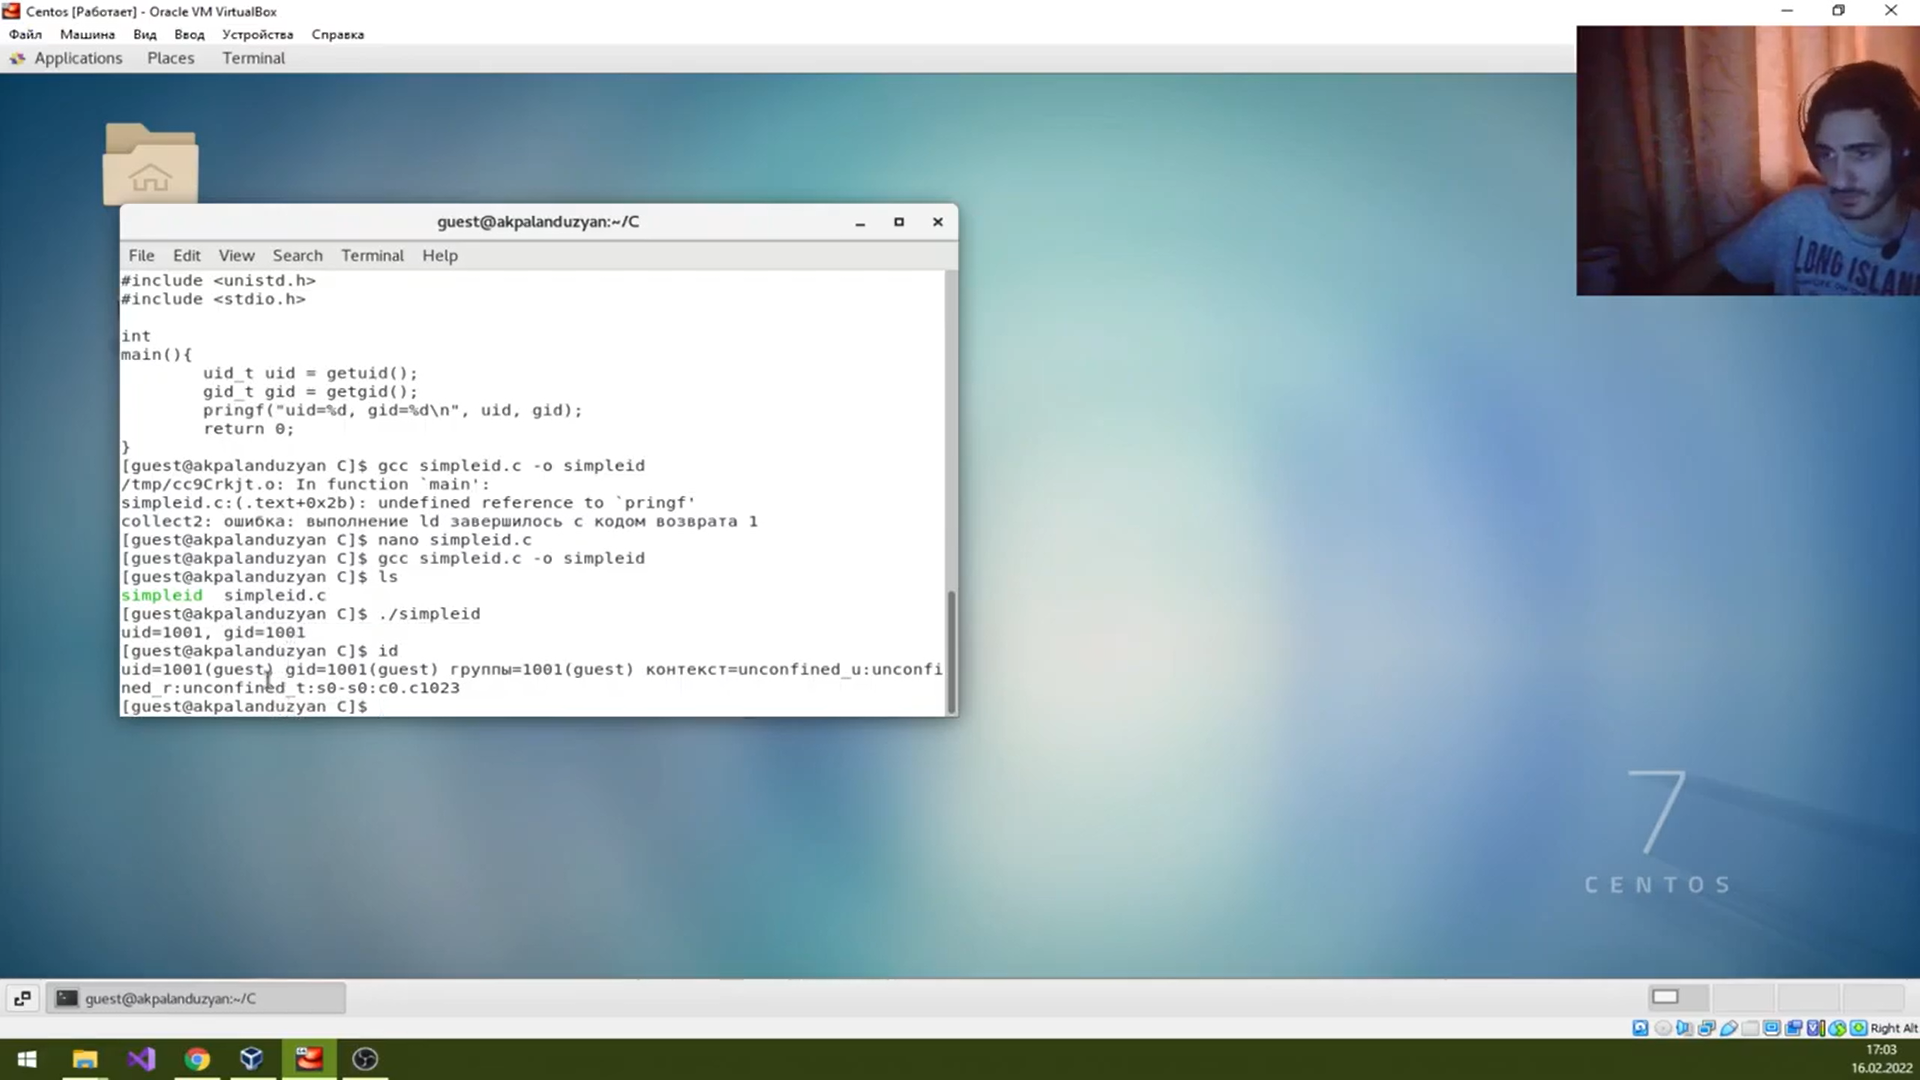 Centos [Работает] - Oracle VM VirtualBox
Файл Машина Вид Ввод Устройства Справка
Applications Places Terminal
LONG ISLAN
guest@akpalanduzyan:~/C
File Edit View Search Terminal Help
#include <unistd.h>
#include <stdio.h>
int
main(){
uid_t uid = getuid();
gid_t gid = getgid();
pringf("uid=%d, gid=%d\n", uid, gid);
return 0;
}
[guest@akpalanduzyan C]$ gcc simpleid.c -o simpleid
/tmp/cc9Crkjt.o: In function `main':
simpleid.c:(.text+0x2b): undefined reference to `pringf'
collect2: ошибка: выполнение ld завершилось с кодом возврата 1
[guest@akpalanduzyan C]$ nano simpleid.c
[guest@akpalanduzyan C]$ gcc simpleid.c -o simpleid
[guest@akpalanduzyan C]$ ls
simpleid simpleid.c
[guest@akpalanduzyan C]$ ./simpleid
uid=1001, gid=1001
[guest@akpalanduzyan C]$ id
uid=1001(guest) gid=1001(guest) группы=1001(guest) контекст=unconfined_u:unconfi
ned_r:unconfined_t:s0-s0:c0.c1023
[guest@akpalanduzyan C]$
7
CENTOS
guest@akpalanduzyan:~/C
Right Alt
17:03
16.02.2022